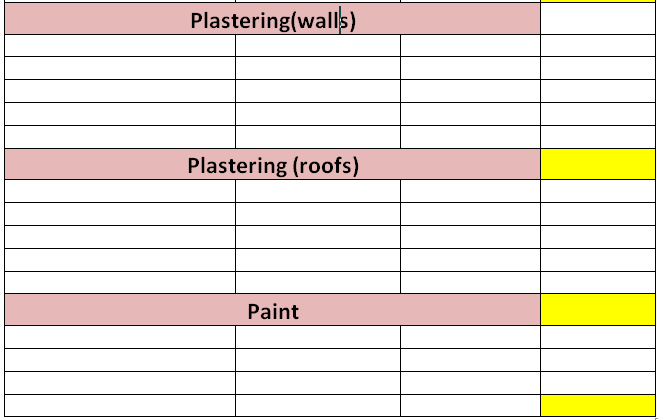 Plastering(walls)
Plastering (roofs)
Paint